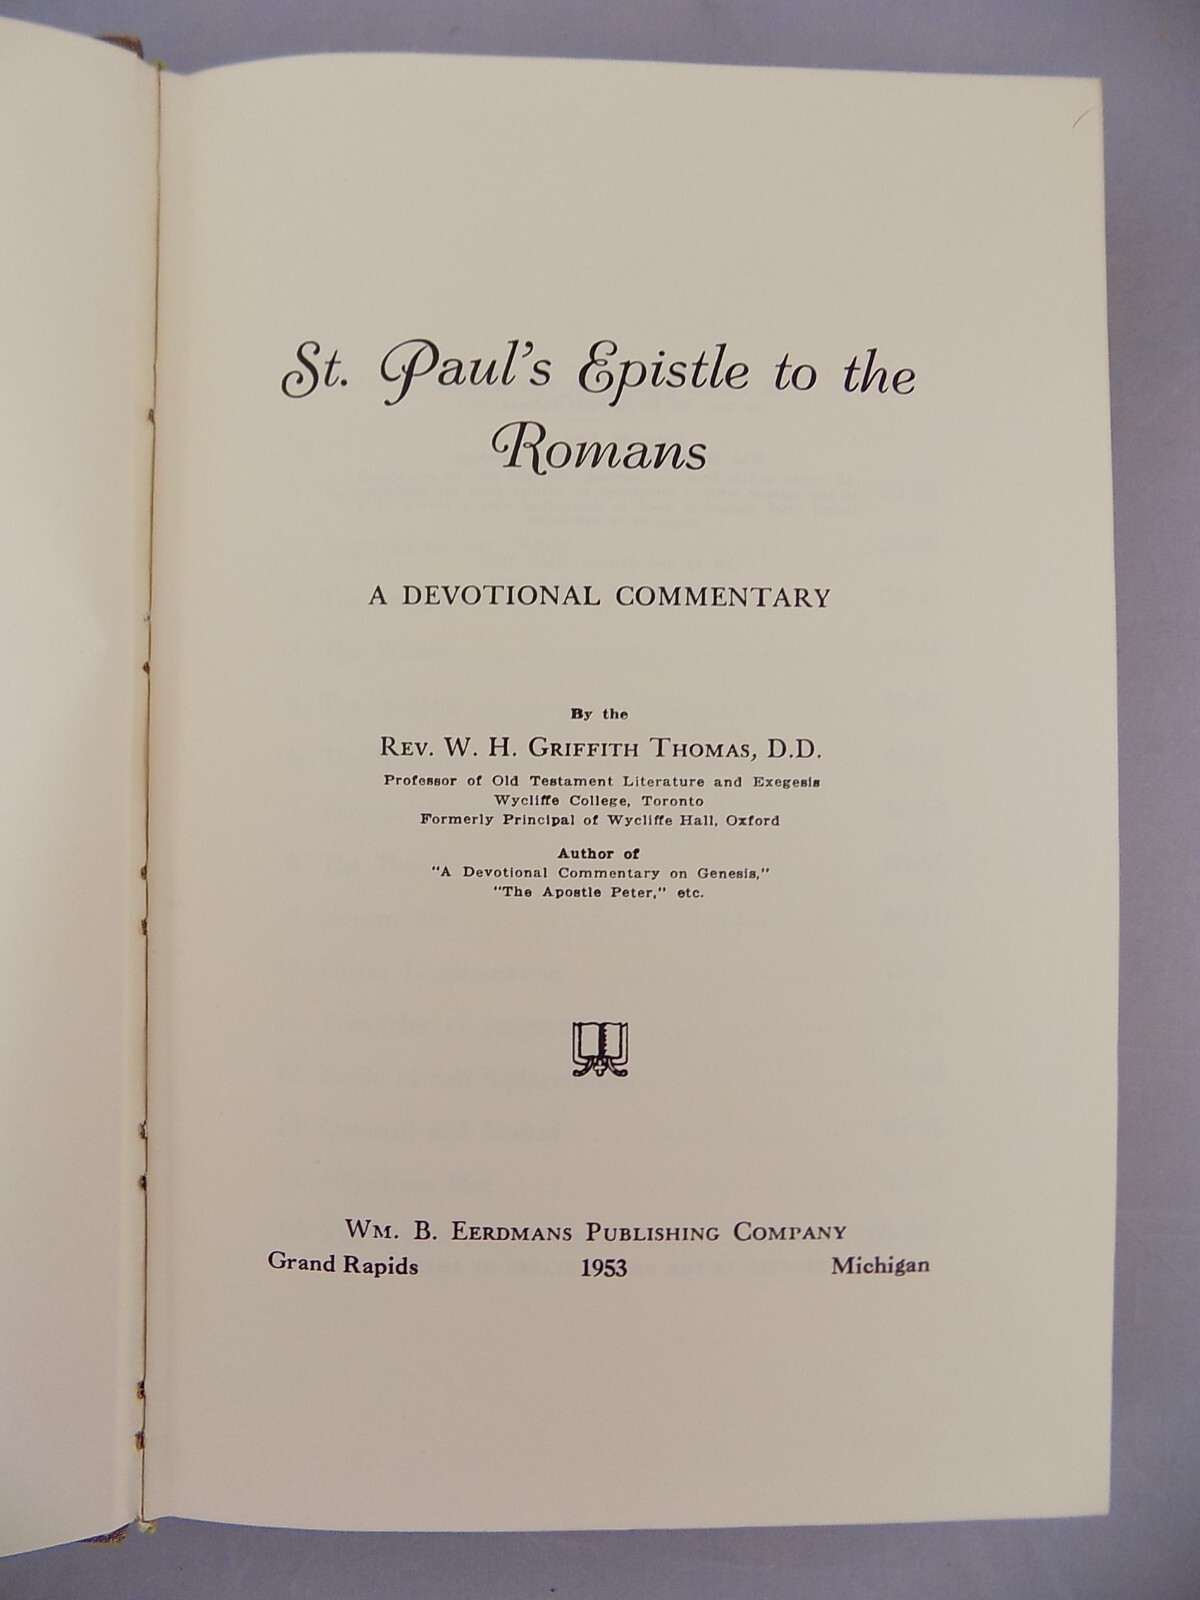 St. Paul's Epistle to the
Romans
A DEVOTIONAL COMMENTARY
By the
REV. W. H. GRIFFITH THOMAS, D.D.
Professor of Old Testament Literature and Exegesis
Wycliffe College, Toronto
Formerly Principal of Wycliffe Hall, Oxford
Author of
"A Devotional Commentary on Genesis,"
"The Apostle Peter," etc.
WM. B. EERDMANS PUBLISHING COMPANY
Grand Rapids 1953 Michigan